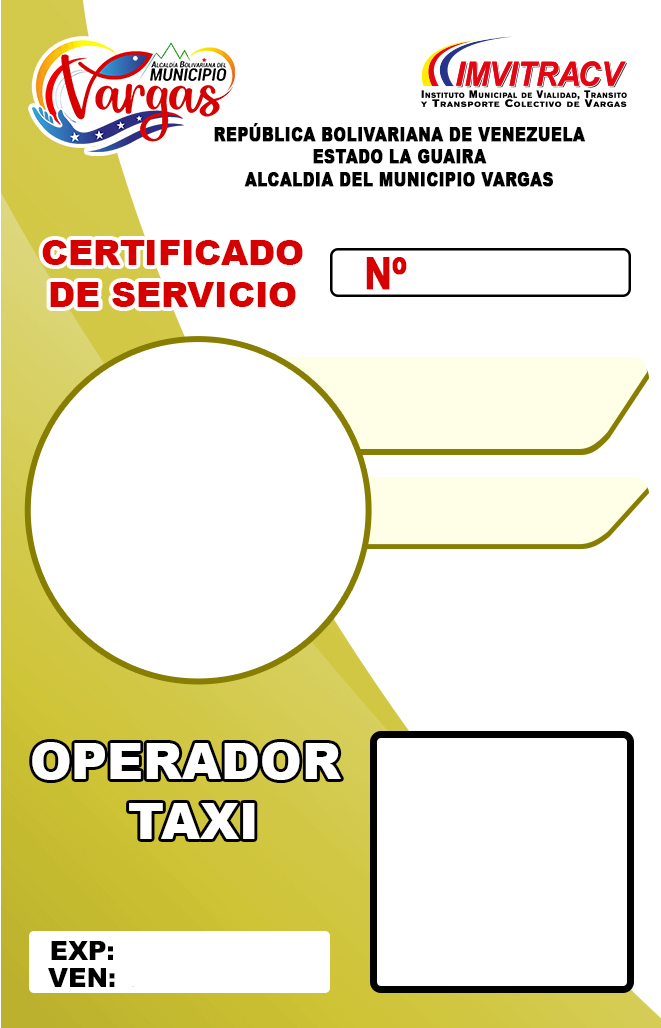 ALCALDÍA BOLIVARIANA DEL
MUNICIPIO
Vargas
IMVITRACV
INSTITUTO MUNICIPAL DE VIALIDAD, TRANSITO
Y TRANSPORTE COLECTIVO DE VARGAS
REPÚBLICA BOLIVARIANA DE VENEZUELA
ESTADO LA GUAIRA
ALCALDIA DEL MUNICIPIO VARGAS
CERTIFICADO
DE SERVICIO
Nº
OPERADOR
TAXI
EXP:
VEN: